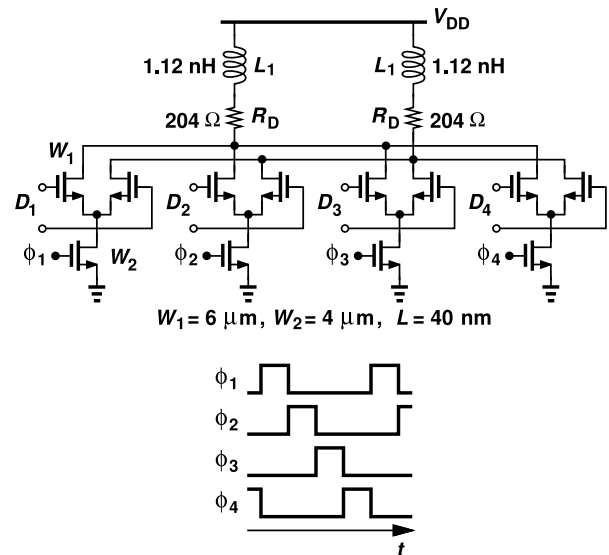 V_DD
1.12 nH L_1 L_1 1.12 nH
204 Ω R_D R_D 204 Ω
W_1
D_1 D_2 D_3 D_4
ϕ_1 W_2 ϕ_2 ϕ_3 ϕ_4
W_1 = 6 μm, W_2 = 4 μm, L = 40 nm
ϕ_1
ϕ_2
ϕ_3
ϕ_4
t